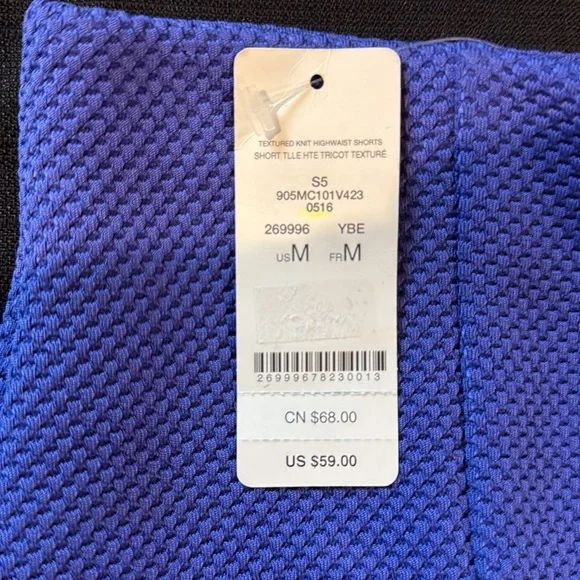 TEXTURED KNIT HIGHWAIST SHORTS
SHORT TLLE HTE TRICOT TEXTURÉ
S5
905MC101V423
0516
269996 YBE
US M FR M
26999678230013
CN $68.00
US $59.00